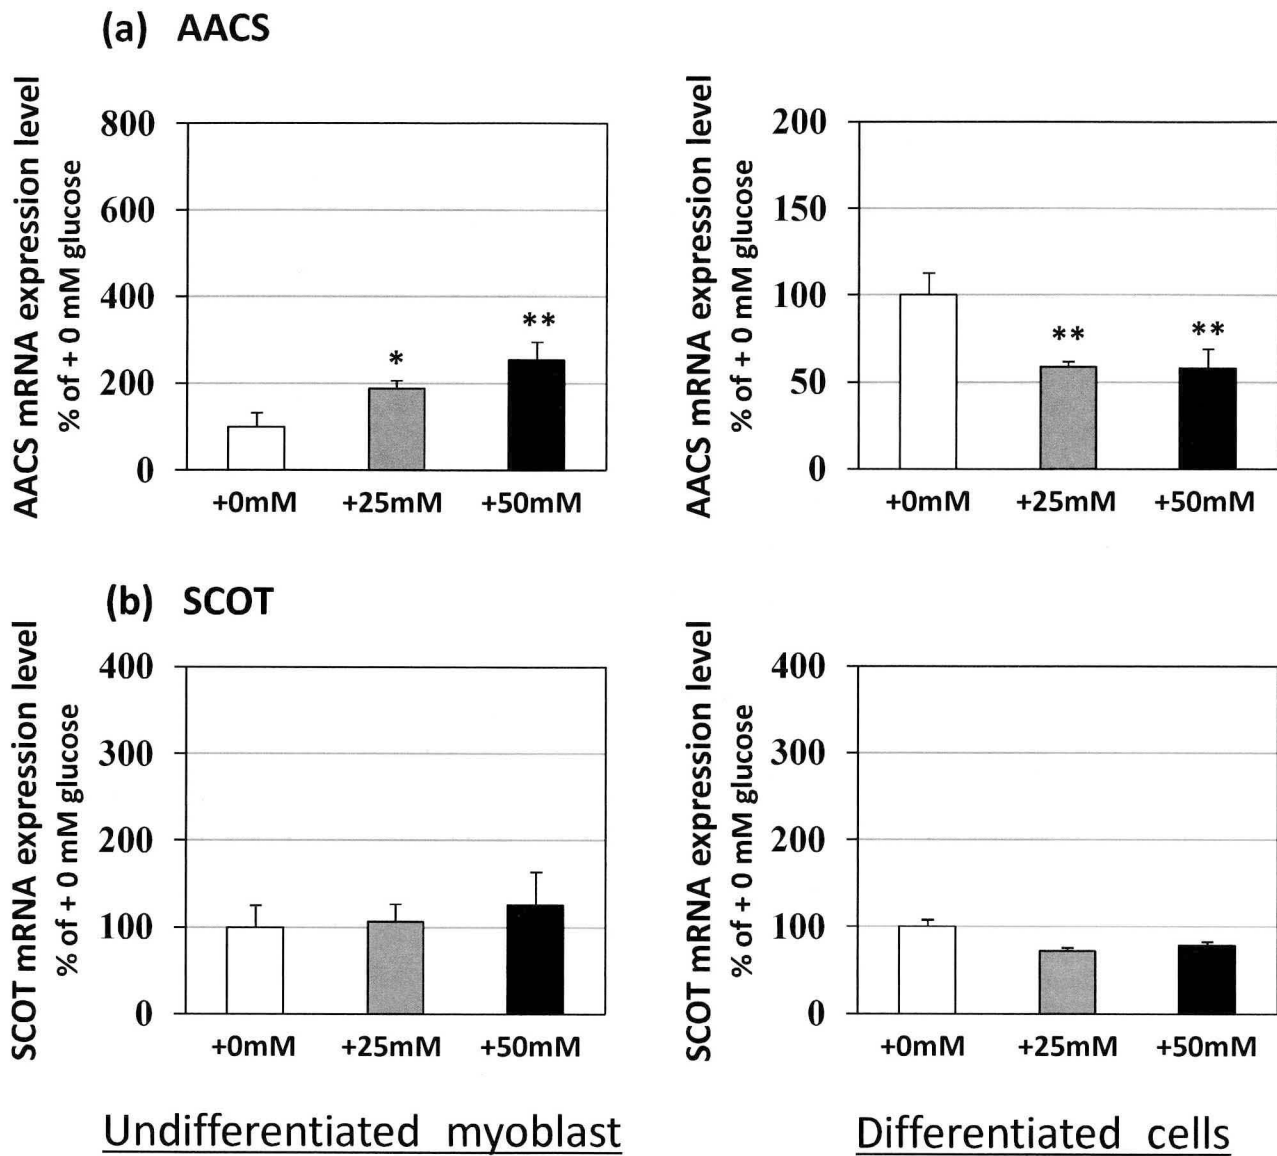 (a) AACS
AACS mRNA expression level
% of + 0 mM glucose
800
600
400
200
0
*
**
+0mM +25mM +50mM
AACS mRNA expression level
% of + 0 mM glucose
200
150
100
50
0
**
**
+0mM +25mM +50mM
(b) SCOT
SCOT mRNA expression level
% of + 0 mM glucose
400
300
200
100
0
+0mM +25mM +50mM
SCOT mRNA expression level
% of + 0 mM glucose
400
300
200
100
0
+0mM +25mM +50mM
Undifferentiated myoblast
Differentiated cells